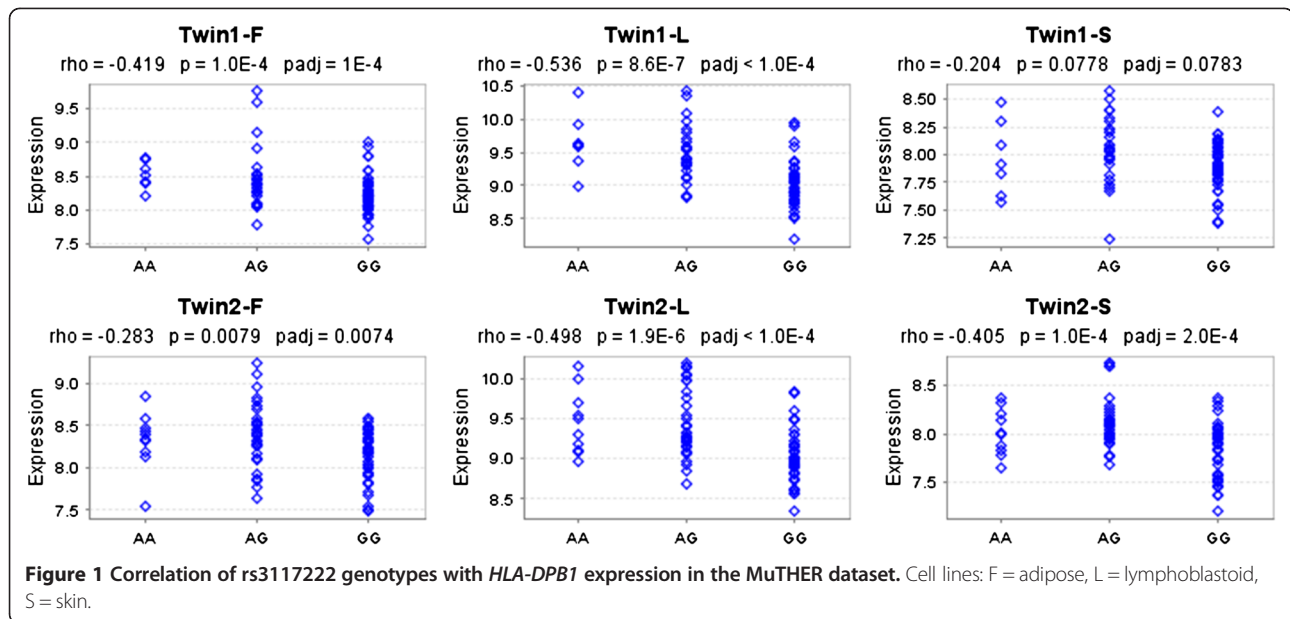 Twin1-F
rho = -0.419 p = 1.0E-4 padj = 1E-4
Expression
9.5
9.0
8.5
8.0
7.5
AA AG GG
Twin1-L
rho = -0.536 p = 8.6E-7 padj < 1.0E-4
Expression
10.5
10.0
9.5
9.0
8.5
AA AG GG
Twin1-S
rho = -0.204 p = 0.0778 padj = 0.0783
Expression
8.50
8.25
8.00
7.75
7.50
7.25
AA AG GG
Twin2-F
rho = -0.283 p = 0.0079 padj = 0.0074
Expression
9.0
8.5
8.0
7.5
AA AG GG
Twin2-L
rho = -0.498 p = 1.9E-6 padj < 1.0E-4
Expression
10.0
9.5
9.0
8.5
AA AG GG
Twin2-S
rho = -0.405 p = 1.0E-4 padj = 2.0E-4
Expression
8.5
8.0
7.5
AA AG GG
Figure 1 Correlation of rs3117222 genotypes with HLA-DPB1 expression in the MuTHER dataset. Cell lines: F = adipose, L = lymphoblastoid,
S = skin.